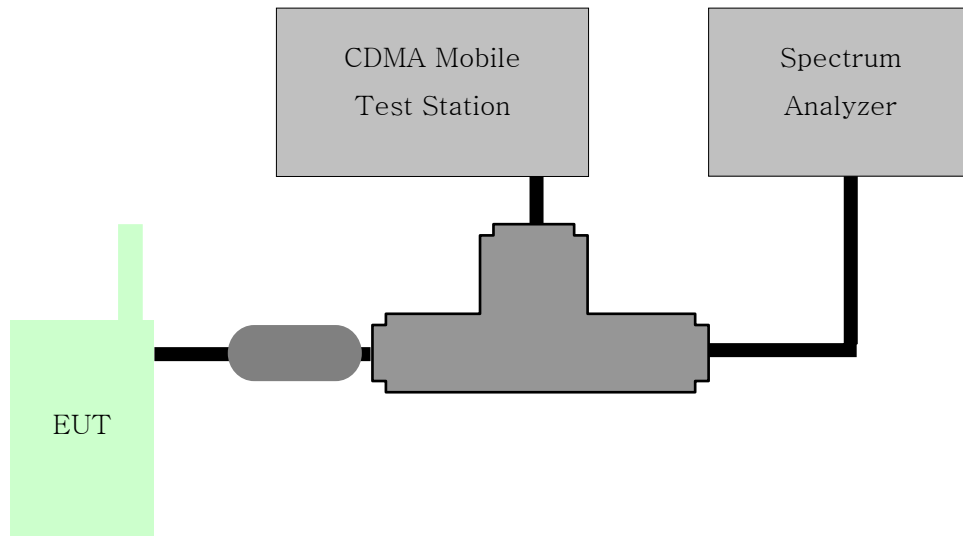 CDMA Mobile
Test Station
Spectrum
Analyzer
EUT